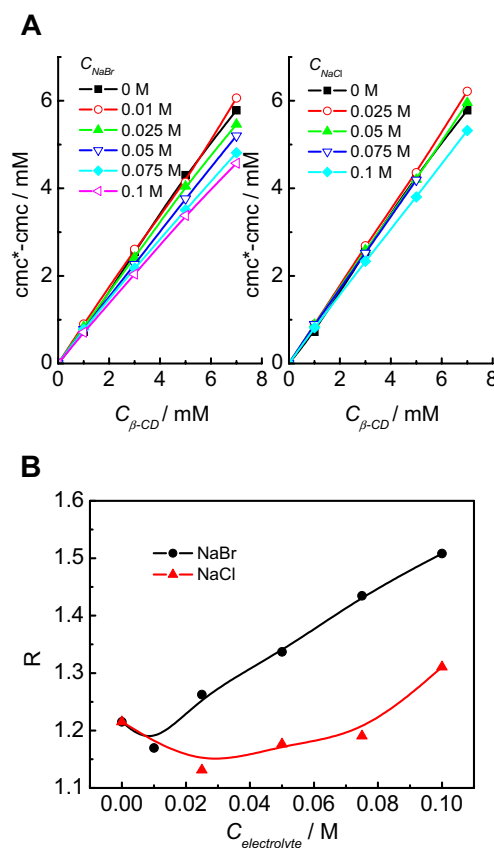 A
cmc*-cmc / mM
6
4
2
0
C_NaBr
0 M
0.01 M
0.025 M
0.05 M
0.075 M
0.1 M
0 2 4 6 8
C_β-CD / mM
cmc*-cmc / mM
6
4
2
0
C_NaCl
0 M
0.025 M
0.05 M
0.075 M
0.1 M
0 2 4 6 8
C_β-CD / mM
B
R
1.6
1.5
1.4
1.3
1.2
1.1
NaBr
NaCl
0.00 0.02 0.04 0.06 0.08 0.10
C_electrolyte / M